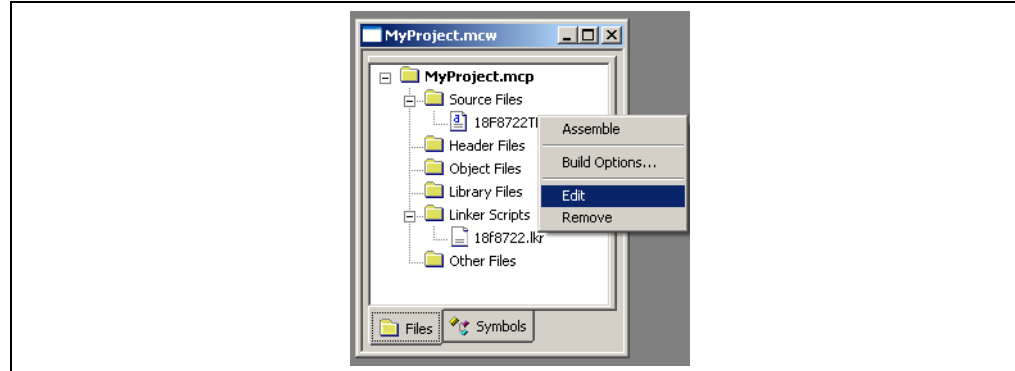 MyProject.mcw
MyProject.mcp
Source Files
Assemble
Header Files
Object Files
Build Options...
Library Files
Edit
Linker Scripts
Remove
18f8722.lkr
Other Files
Files
Symbols